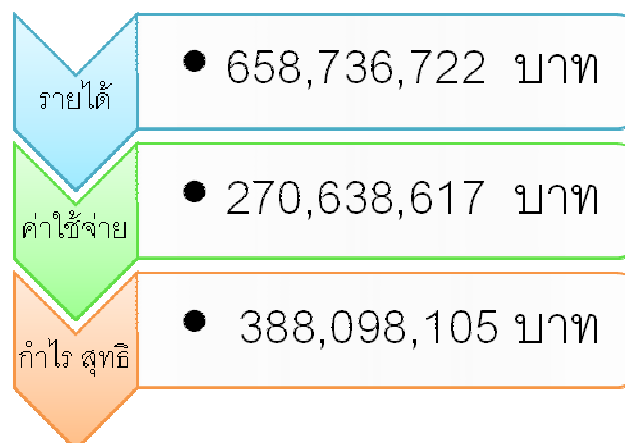 รายได้
• 658,736,722 บาท
ค่าใช้จ่าย
• 270,638,617 บาท
กำไร สุทธิ
• 388,098,105 บาท